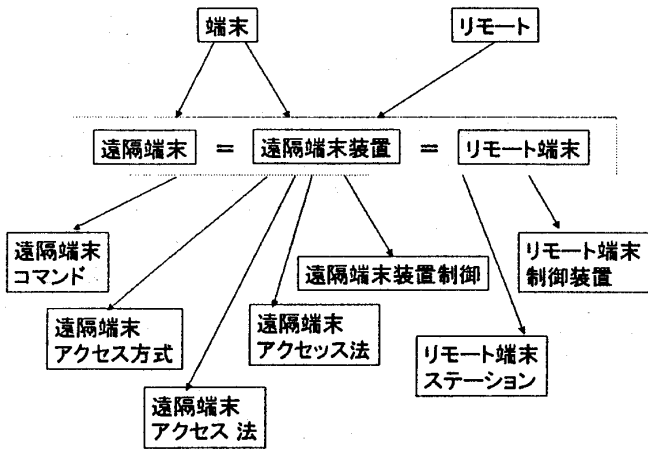 端末
リモート
遠隔端末 = 遠隔端末装置 = リモート端末
遠隔端末
コマンド
遠隔端末装置制御
リモート端末
制御装置
遠隔端末
アクセス方式
遠隔端末
アクセッス法
リモート端末
ステーション
遠隔端末
アクセス 法